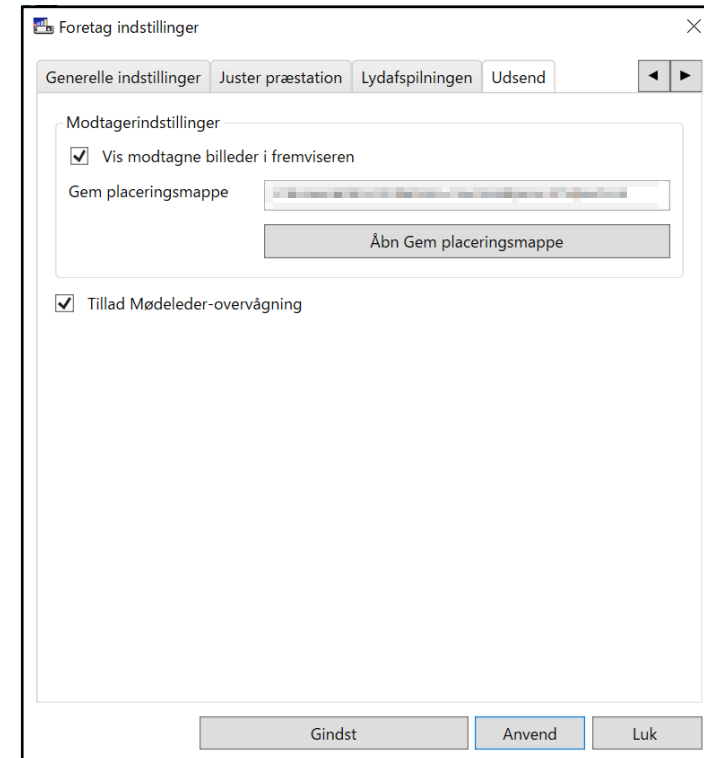 Foretag indstillinger
Generelle indstillinger Juster præstation Lydafspilningen Udsend
Modtagerindstillinger
Vis modtagne billeder i fremviseren
Gem placeringsmappe
Åbn Gem placeringsmappe
Tillad Mødeleder-overvågning
Gindst Anvend Luk